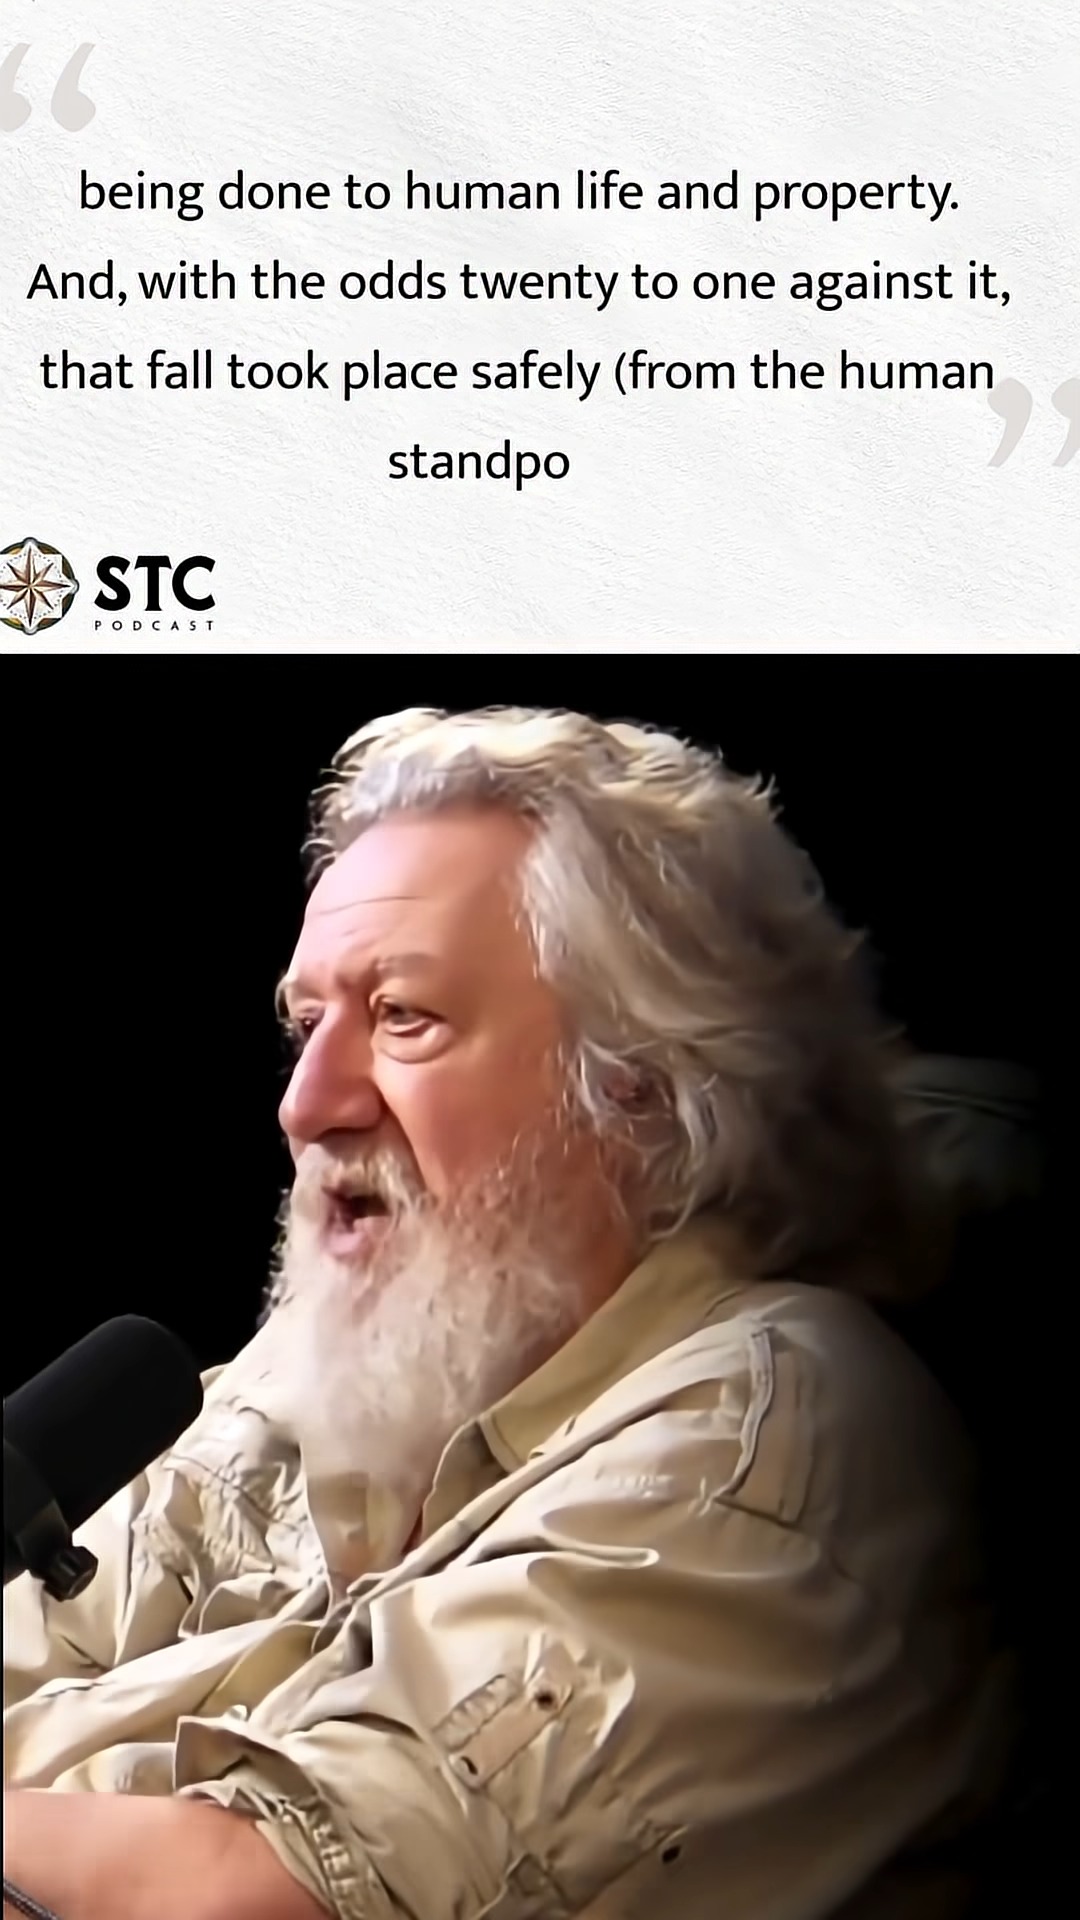 “
being done to human life and property.
And, with the odds twenty to one against it,
that fall took place safely (from the human
standpo
”
STC
PODCAST